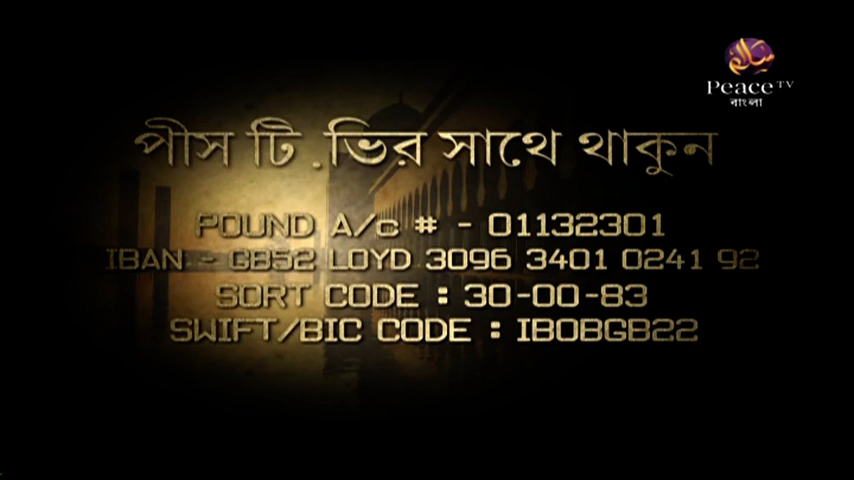 Peace TV
বাংলা
পীস টি .ভির সাথে থাকুন
POUND A/c # - 01132301
IBAN - GB52 LOYD 3096 3401 0241 92
SORT CODE : 30-00-83
SWIFT/BIC CODE : IBOBGB22